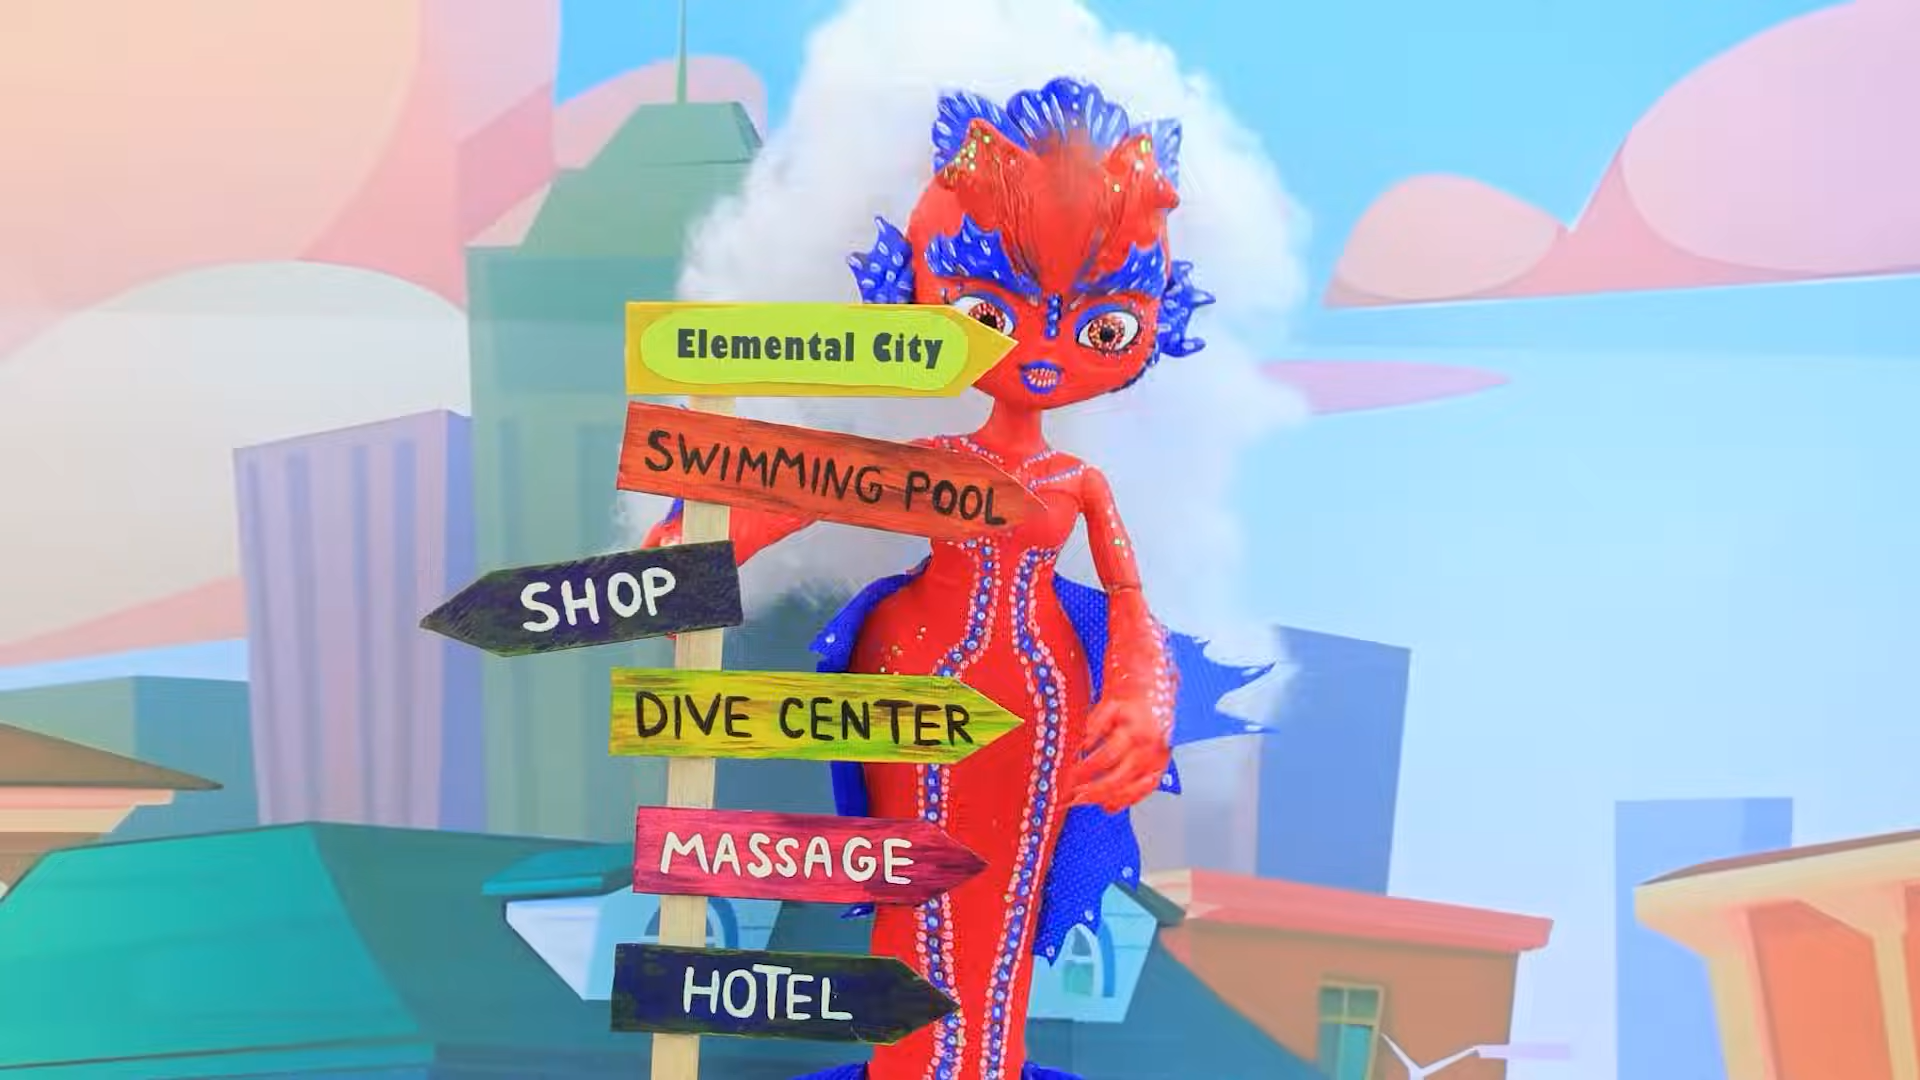 Elemental City
SWIMMING POOL
SHOP
DIVE CENTER
MASSAGE
HOTEL